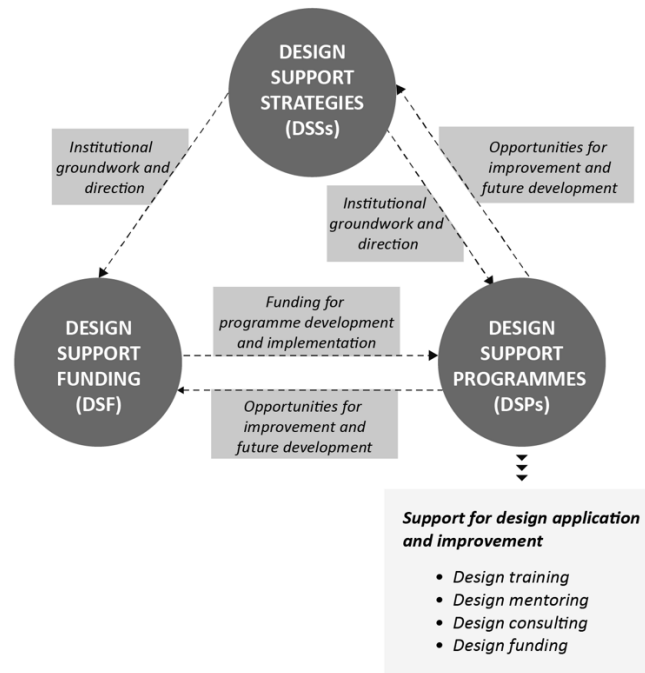 DESIGN
SUPPORT
STRATEGIES
(DSSs)
Institutional
groundwork and
direction
Opportunities for
improvement and
future development
Institutional
groundwork and
direction
DESIGN
SUPPORT
FUNDING
(DSF)
Funding for
programme development
and implementation
Opportunities for
improvement and
future development
DESIGN
SUPPORT
PROGRAMMES
(DSPs)
Support for design application
and improvement
• Design training
• Design mentoring
• Design consulting
• Design funding